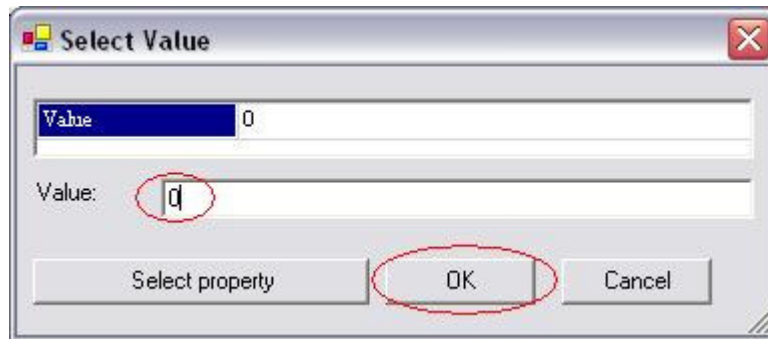 Select Value
Value 0
Value: 0
Select property OK Cancel